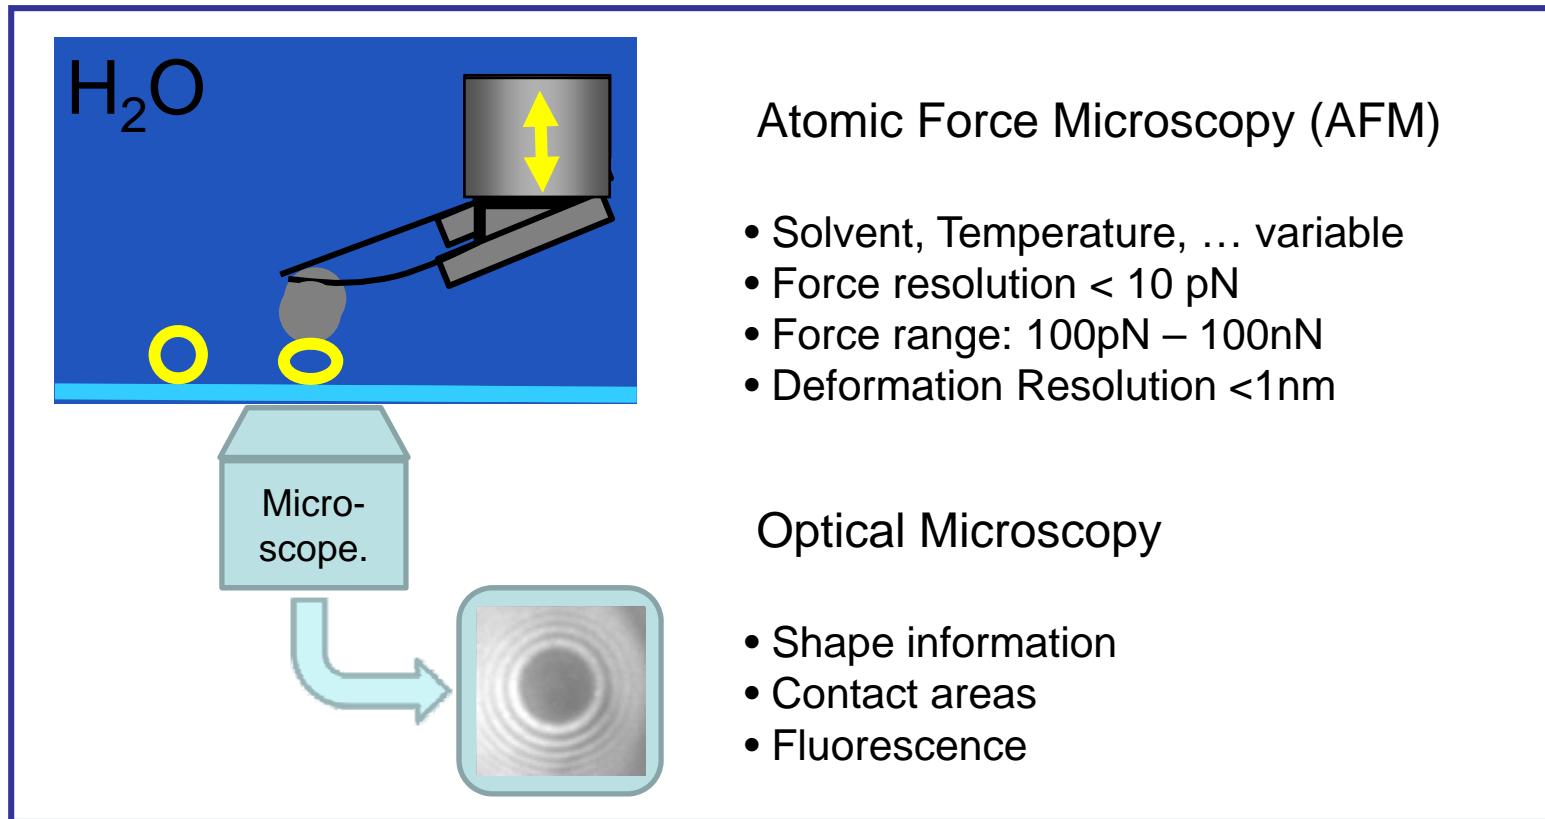 H₂O
Atomic Force Microscopy (AFM)
• Solvent, Temperature, … variable
• Force resolution < 10 pN
• Force range: 100pN – 100nN
• Deformation Resolution <1nm
Micro-
scope.
Optical Microscopy
• Shape information
• Contact areas
• Fluorescence